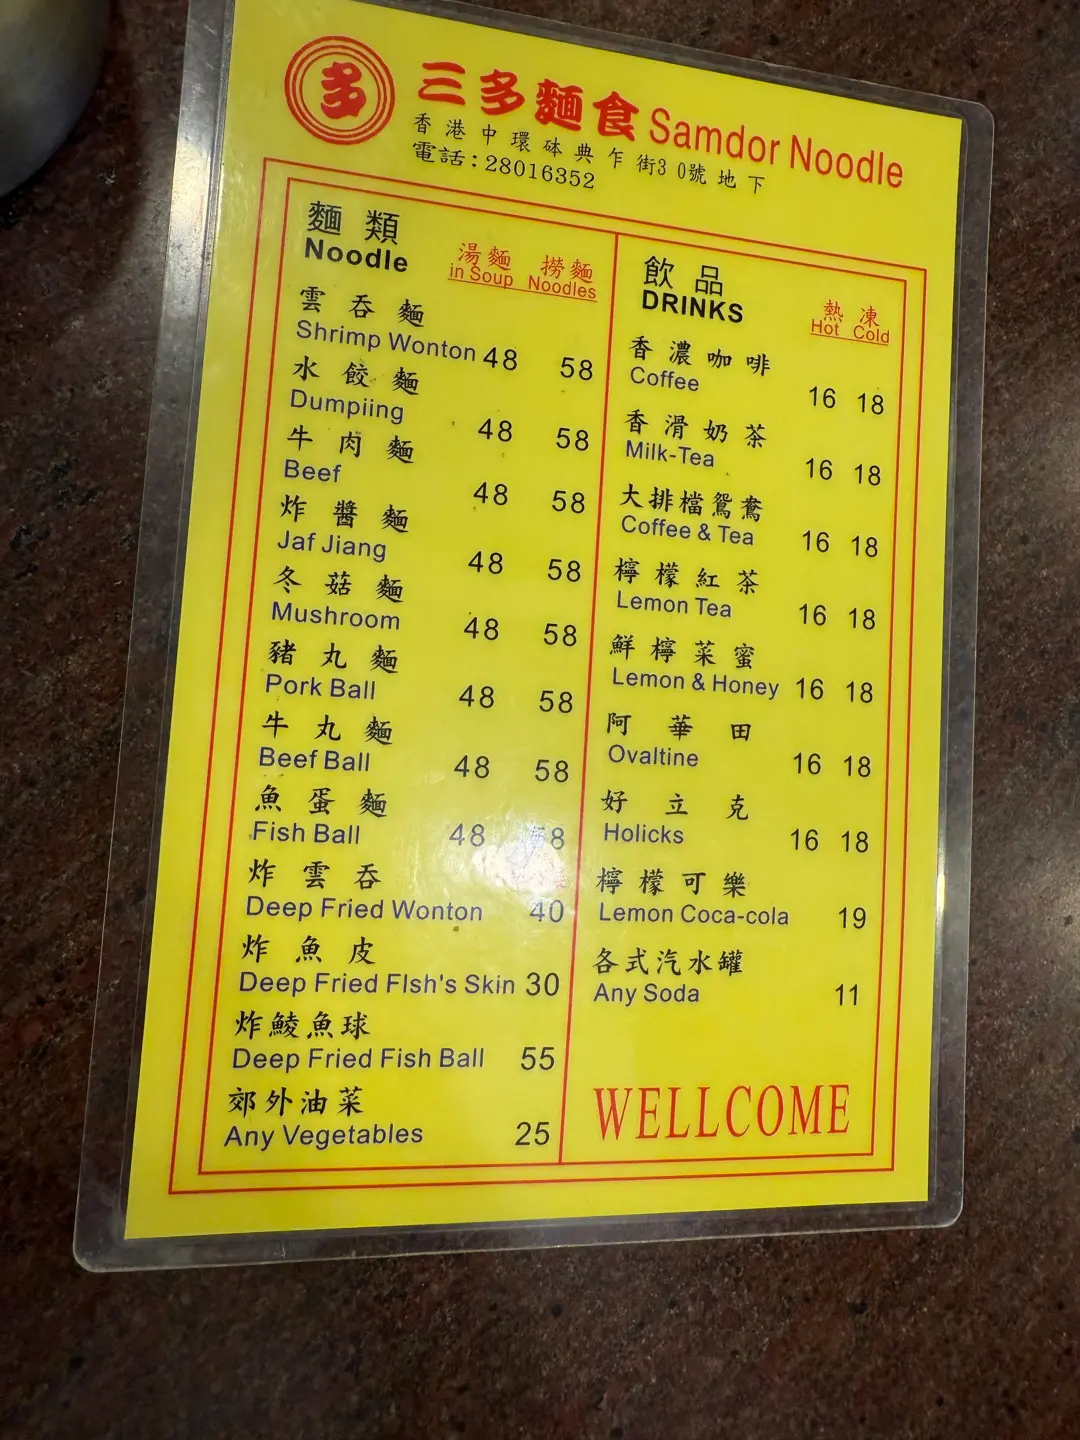 多
三多麵食 Samdor Noodle
香港中環砵典乍街30號地下
電話:28016352
麵類
Noodle
湯麵 撈麵
in Soup Noodles
雲吞麵
Shrimp Wonton 48 58
水餃麵
Dumpiing 48 58
牛肉麵
Beef 48 58
炸醬麵
Jaf Jiang 48 58
冬菇麵
Mushroom 48 58
豬丸麵
Pork Ball 48 58
牛丸麵
Beef Ball 48 58
魚蛋麵
Fish Ball 48 58
炸雲吞
Deep Fried Wonton 40
炸魚皮
Deep Fried FIsh's Skin 30
炸鯪魚球
Deep Fried Fish Ball 55
郊外油菜
Any Vegetables 25
飲品
DRINKS
熱 凍
Hot Cold
香濃咖啡
Coffee 16 18
香滑奶茶
Milk-Tea 16 18
大排檔鴛鴦
Coffee & Tea 16 18
檸檬紅茶
Lemon Tea 16 18
鮮檸菜蜜
Lemon & Honey 16 18
阿華田
Ovaltine 16 18
好立克
Holicks 16 18
檸檬可樂
Lemon Coca-cola 19
各式汽水罐
Any Soda 11
WELLCOME